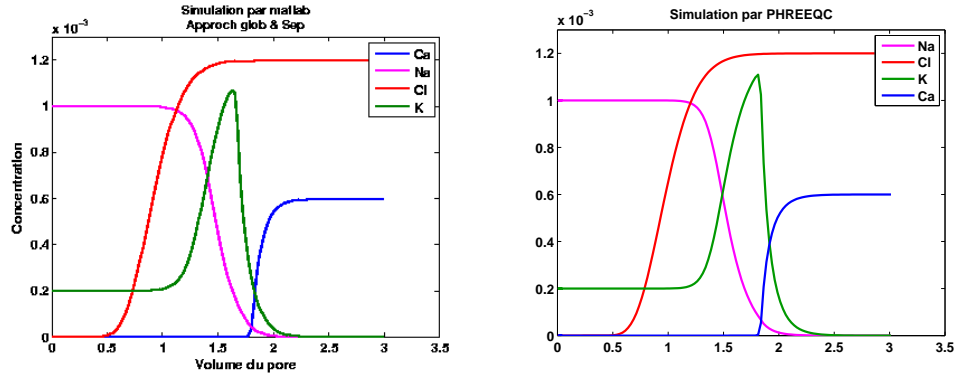 Simulation par matlab
Approch glob & Sep
x 10⁻³
1.2
1
0.8
0.6
0.4
0.2
0
0
0.5
1
1.5
2
2.5
3
3.5
Concentration
Volume du pore
Ca
Na
Cl
K
Simulation par PHREEQC
x 10⁻³
1.2
1
0.8
0.6
0.4
0.2
0
0
0.5
1
1.5
2
2.5
3
3.5
Na
Cl
K
Ca